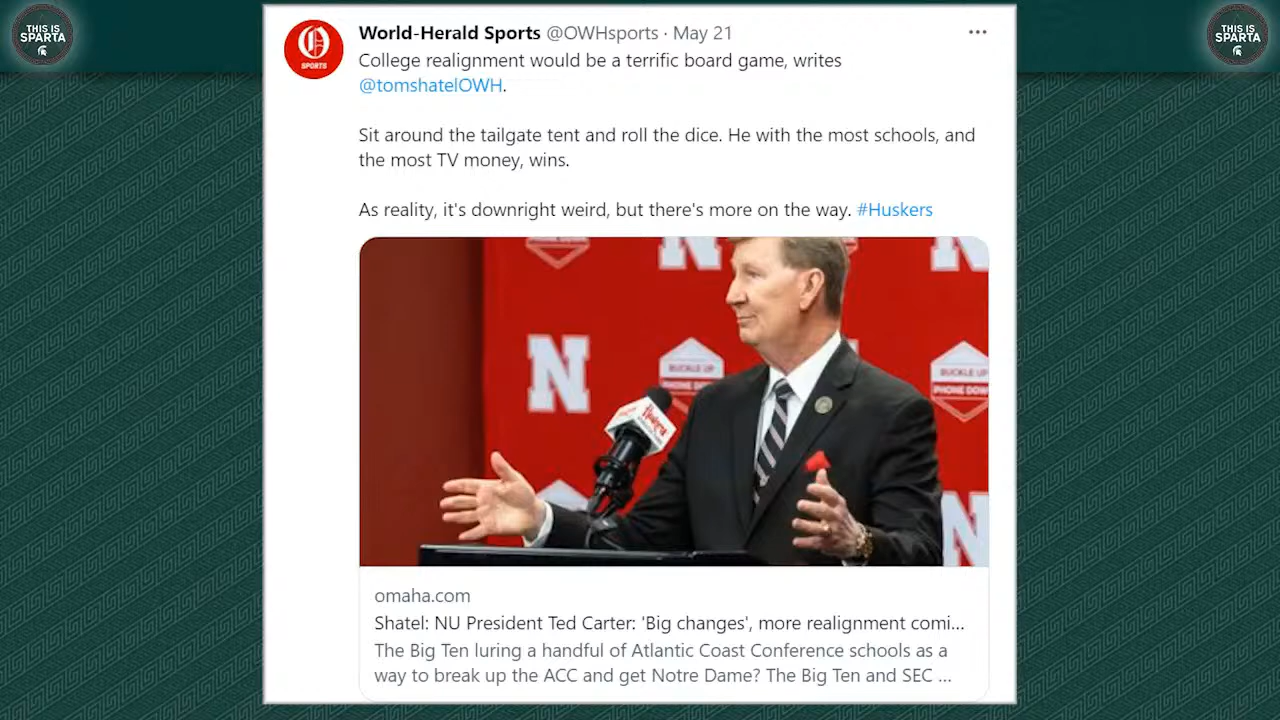 THIS IS
SPARTA
THIS IS
SPARTA
SPORTS
World-Herald Sports @OWHsports · May 21
College realignment would be a terrific board game, writes
@tomshatelOWH.
Sit around the tailgate tent and roll the dice. He with the most schools, and
the most TV money, wins.
As reality, it's downright weird, but there's more on the way. #Huskers
PHONE DOWN
N
N
N
BUCKLE UP
PHONE DOWN
BUCKLE UP
PHONE DOWN
Huskers
N
omaha.com
Shatel: NU President Ted Carter: 'Big changes', more realignment comi...
The Big Ten luring a handful of Atlantic Coast Conference schools as a
way to break up the ACC and get Notre Dame? The Big Ten and SEC ...